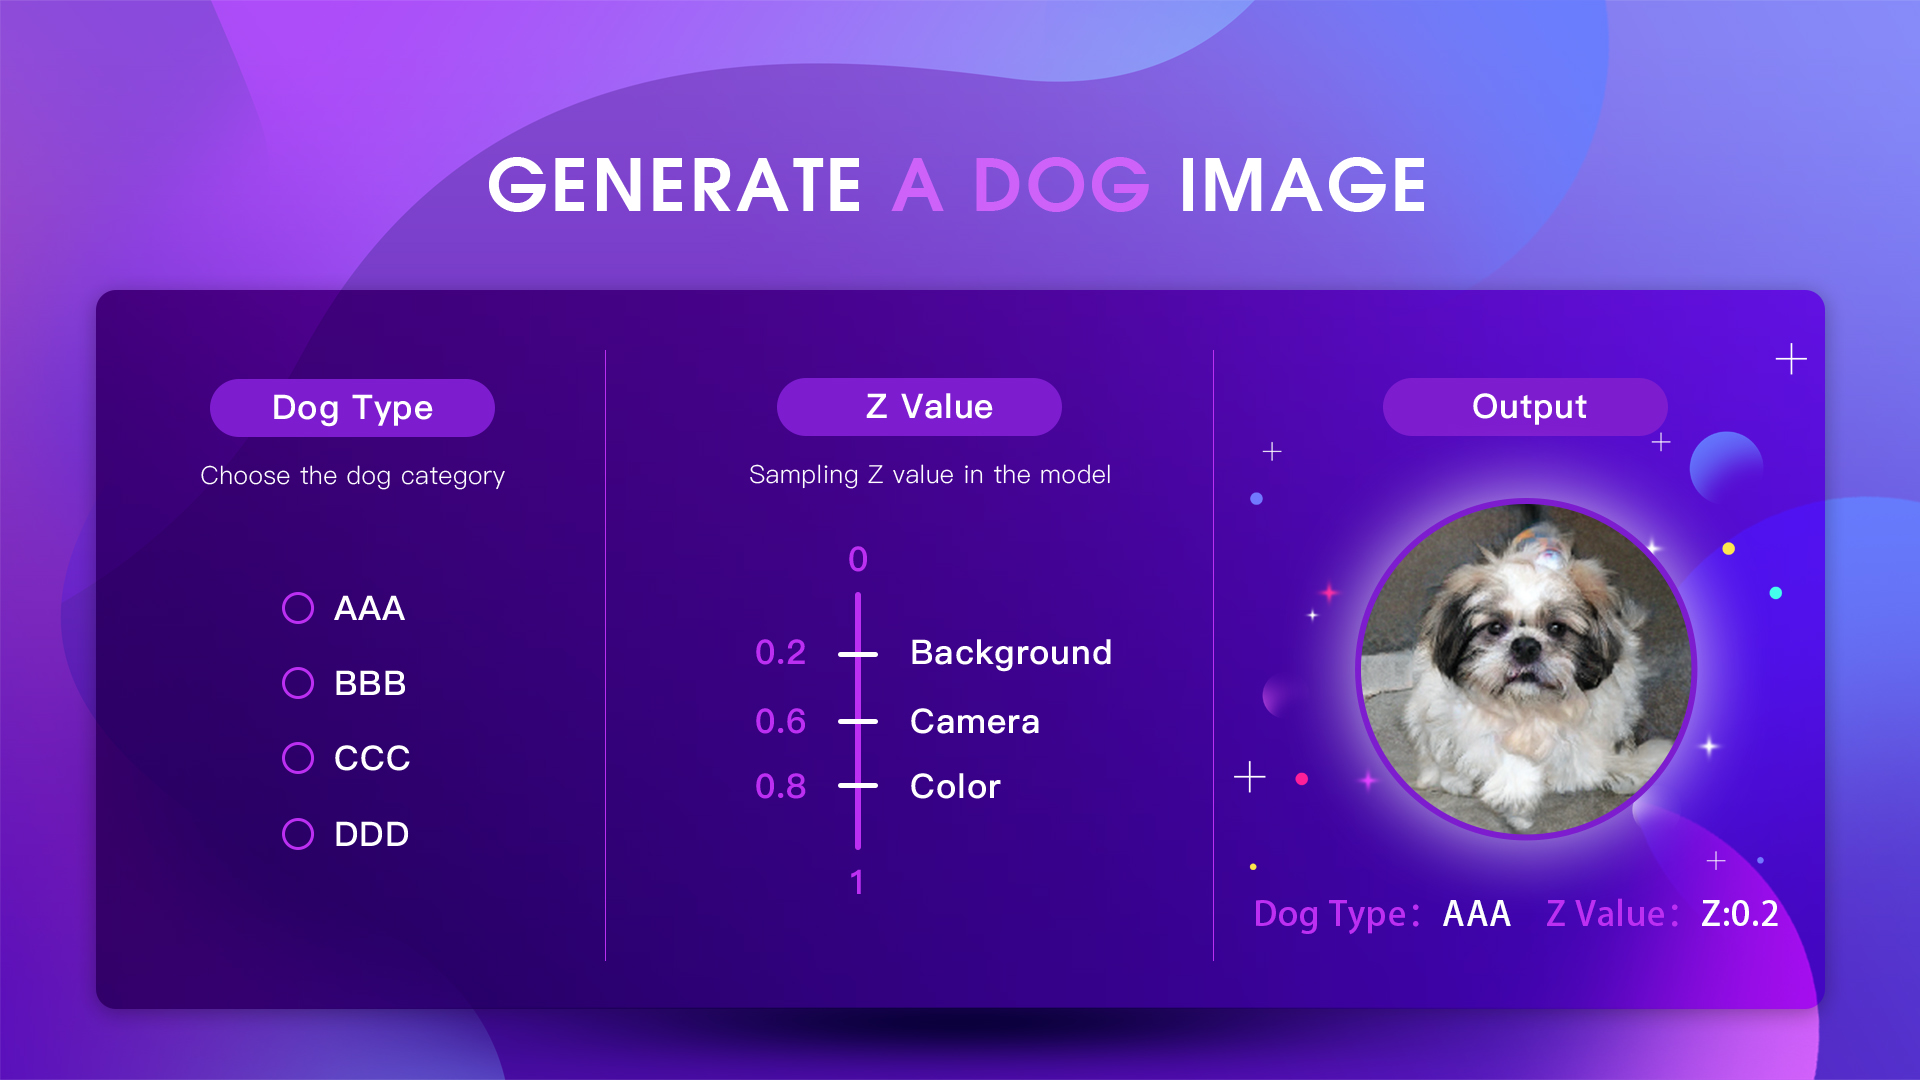 GENERATE A DOG IMAGE
Dog Type
Choose the dog category
AAA
BBB
CCC
DDD
Z Value
Sampling Z value in the model
0
0.2 Background
0.6 Camera
0.8 Color
1
Output
Dog Type: AAA Z Value: Z:0.2